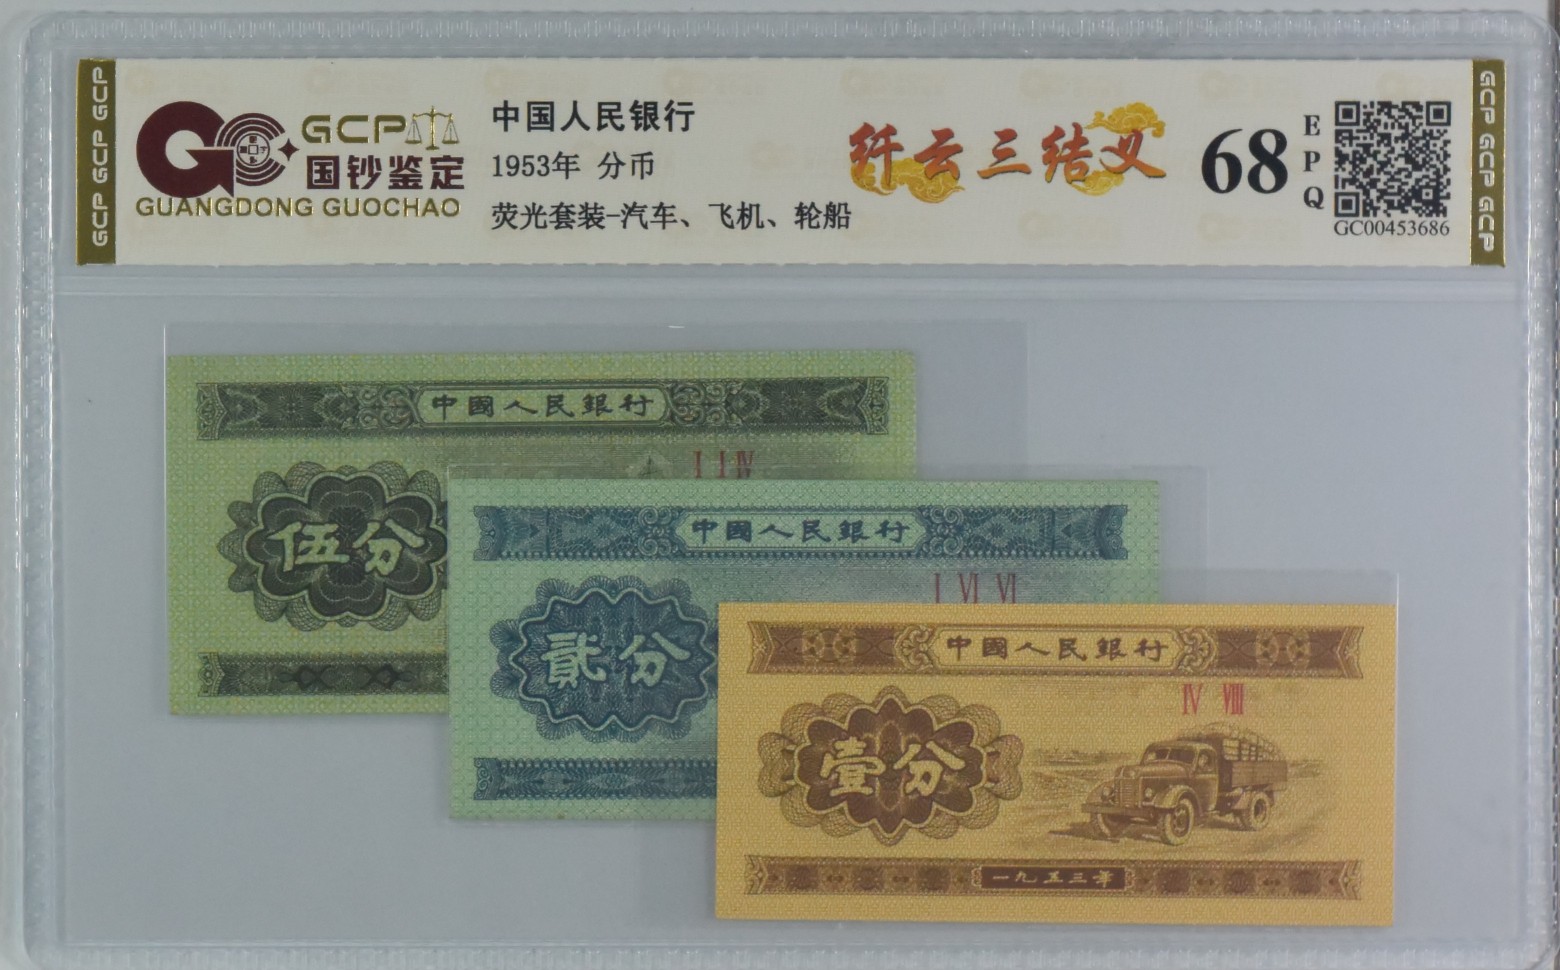 GCP GCP GCP
GCP
国钞鉴定
GUANGDONG GUOCHAO
中国人民银行
1953年 分币
荧光套装-汽车、飞机、轮船
纤云三结义
68
EPQ
GC00453686
GCP GCP GCP
中國人民銀行
I I IV
伍分
中國人民銀行
I VI VI
貳分
中國人民銀行
IV VIII
壹分
一九五三年